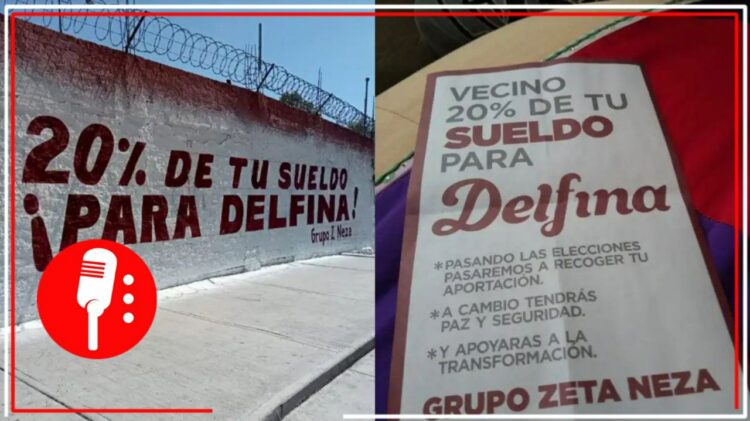 20% DE TU SUELDO
¡PARA DELFINA!
Grupo Z Neza
VECINO
20% DE TU
SUELDO
PARA
Delfina
*PASANDO LAS ELECCIONES
PASAREMOS A RECOGER TU
APORTACIÓN.
*A CAMBIO TENDRÁS
PAZ Y SEGURIDAD.
*Y APOYARAS A LA
TRANSFORMACIÓN.
GRUPO ZETA NEZA